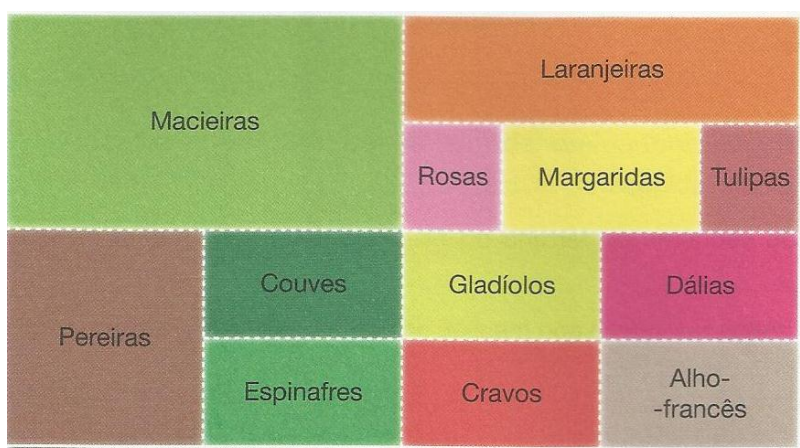 Macieiras
Laranjeiras
Rosas
Margaridas
Tulipas
Pereiras
Couves
Gladíolos
Dálias
Espinafres
Cravos
Alho-
-francês